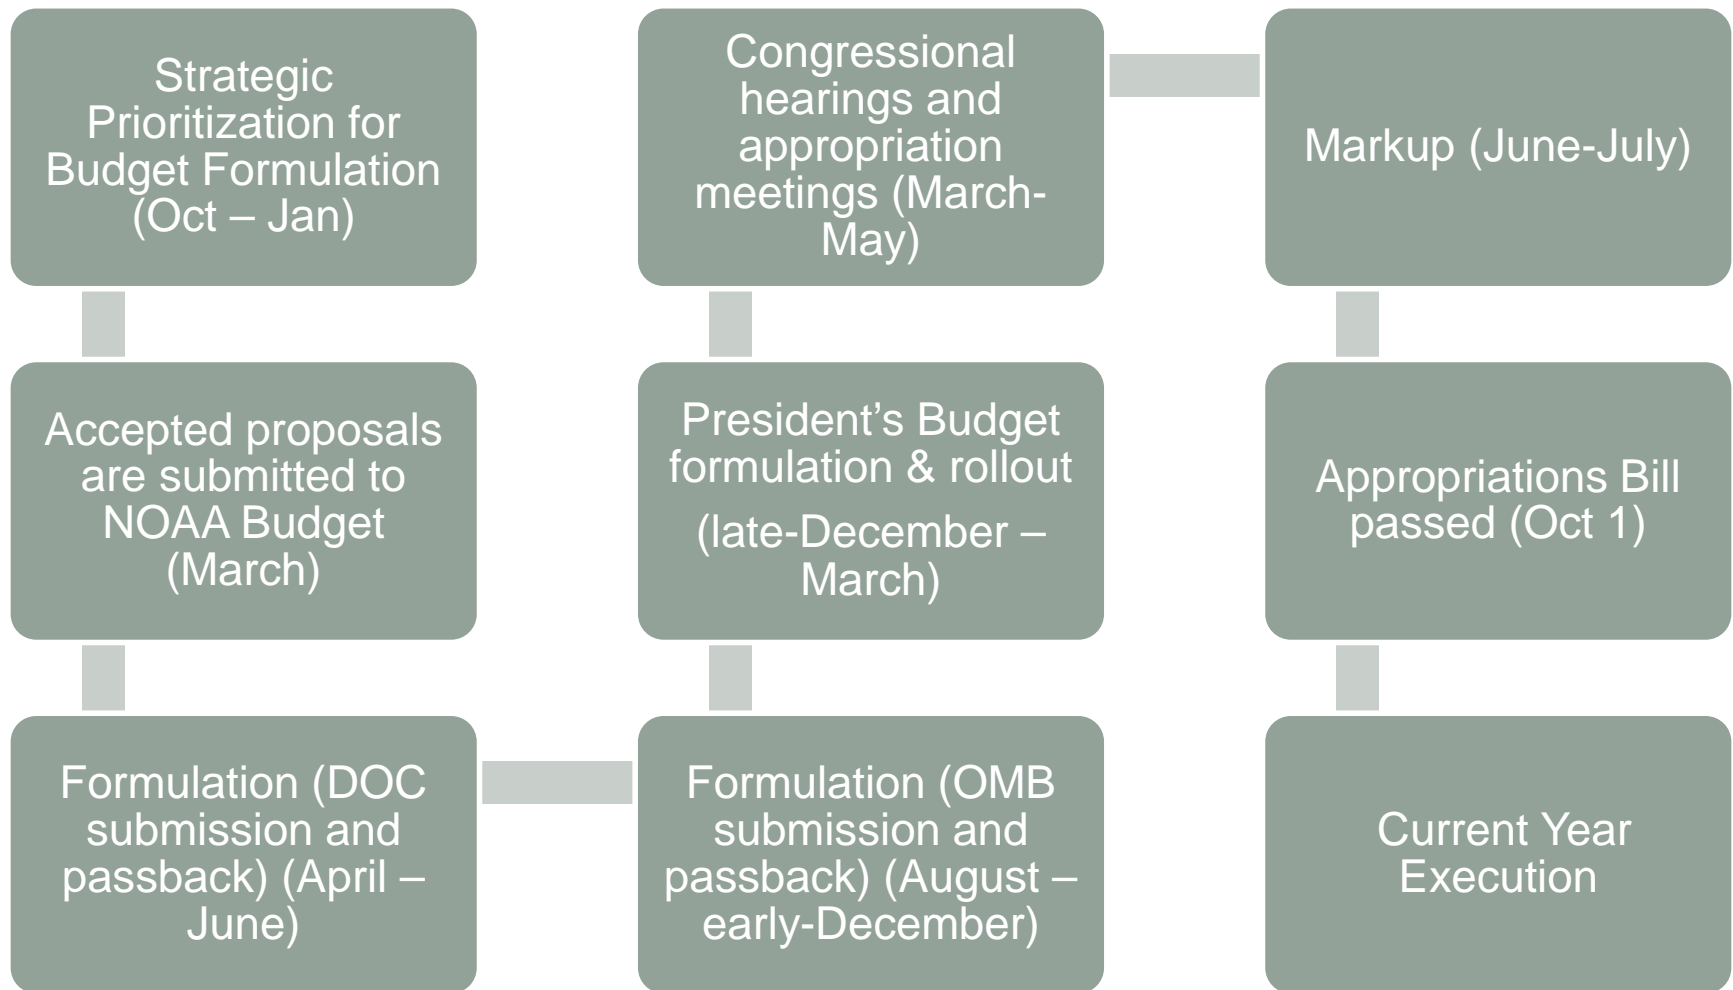 Strategic
Prioritization for
Budget Formulation
(Oct – Jan)
Accepted proposals
are submitted to
NOAA Budget
(March)
Formulation (DOC
submission and
passback) (April –
June)
Formulation (OMB
submission and
passback) (August –
early-December)
President’s Budget
formulation & rollout
(late-December –
March)
Congressional
hearings and
appropriation
meetings (March-
May)
Markup (June-July)
Appropriations Bill
passed (Oct 1)
Current Year
Execution